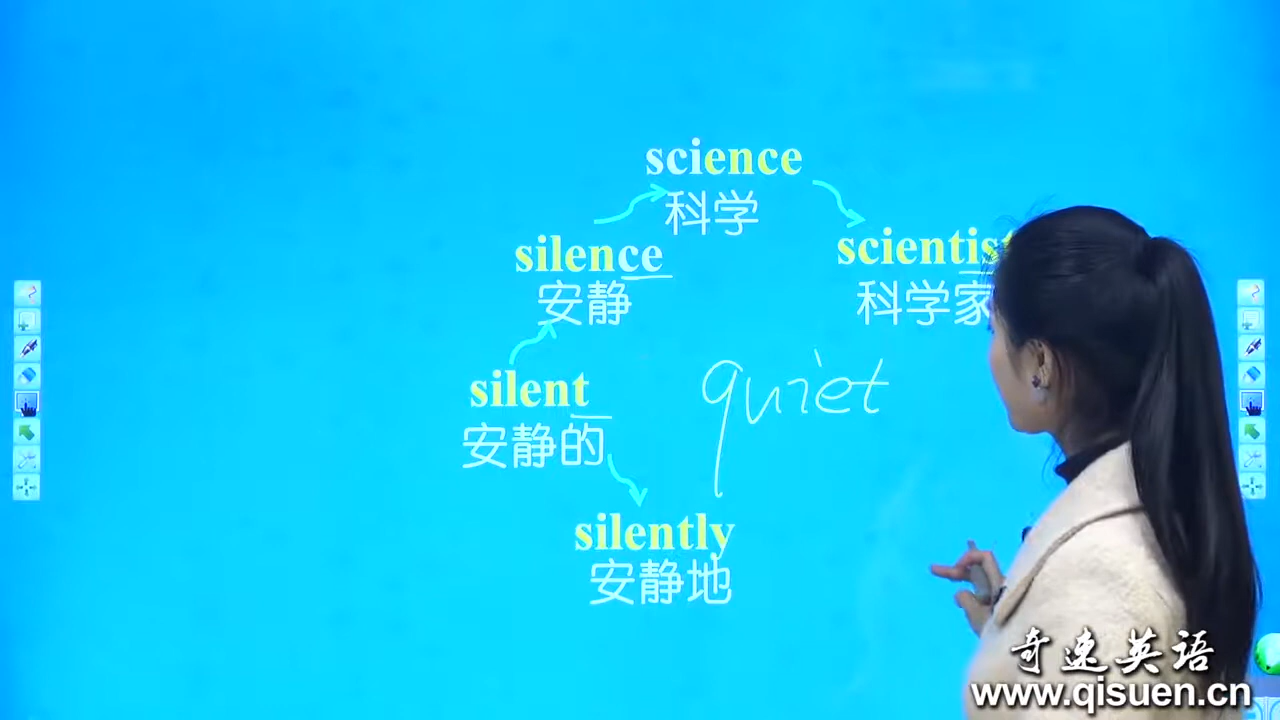 science
科学
silence
安静
scientist
科学家
silent
安静的
quiet
silently
安静地
奇速英语
www.qisuen.cn